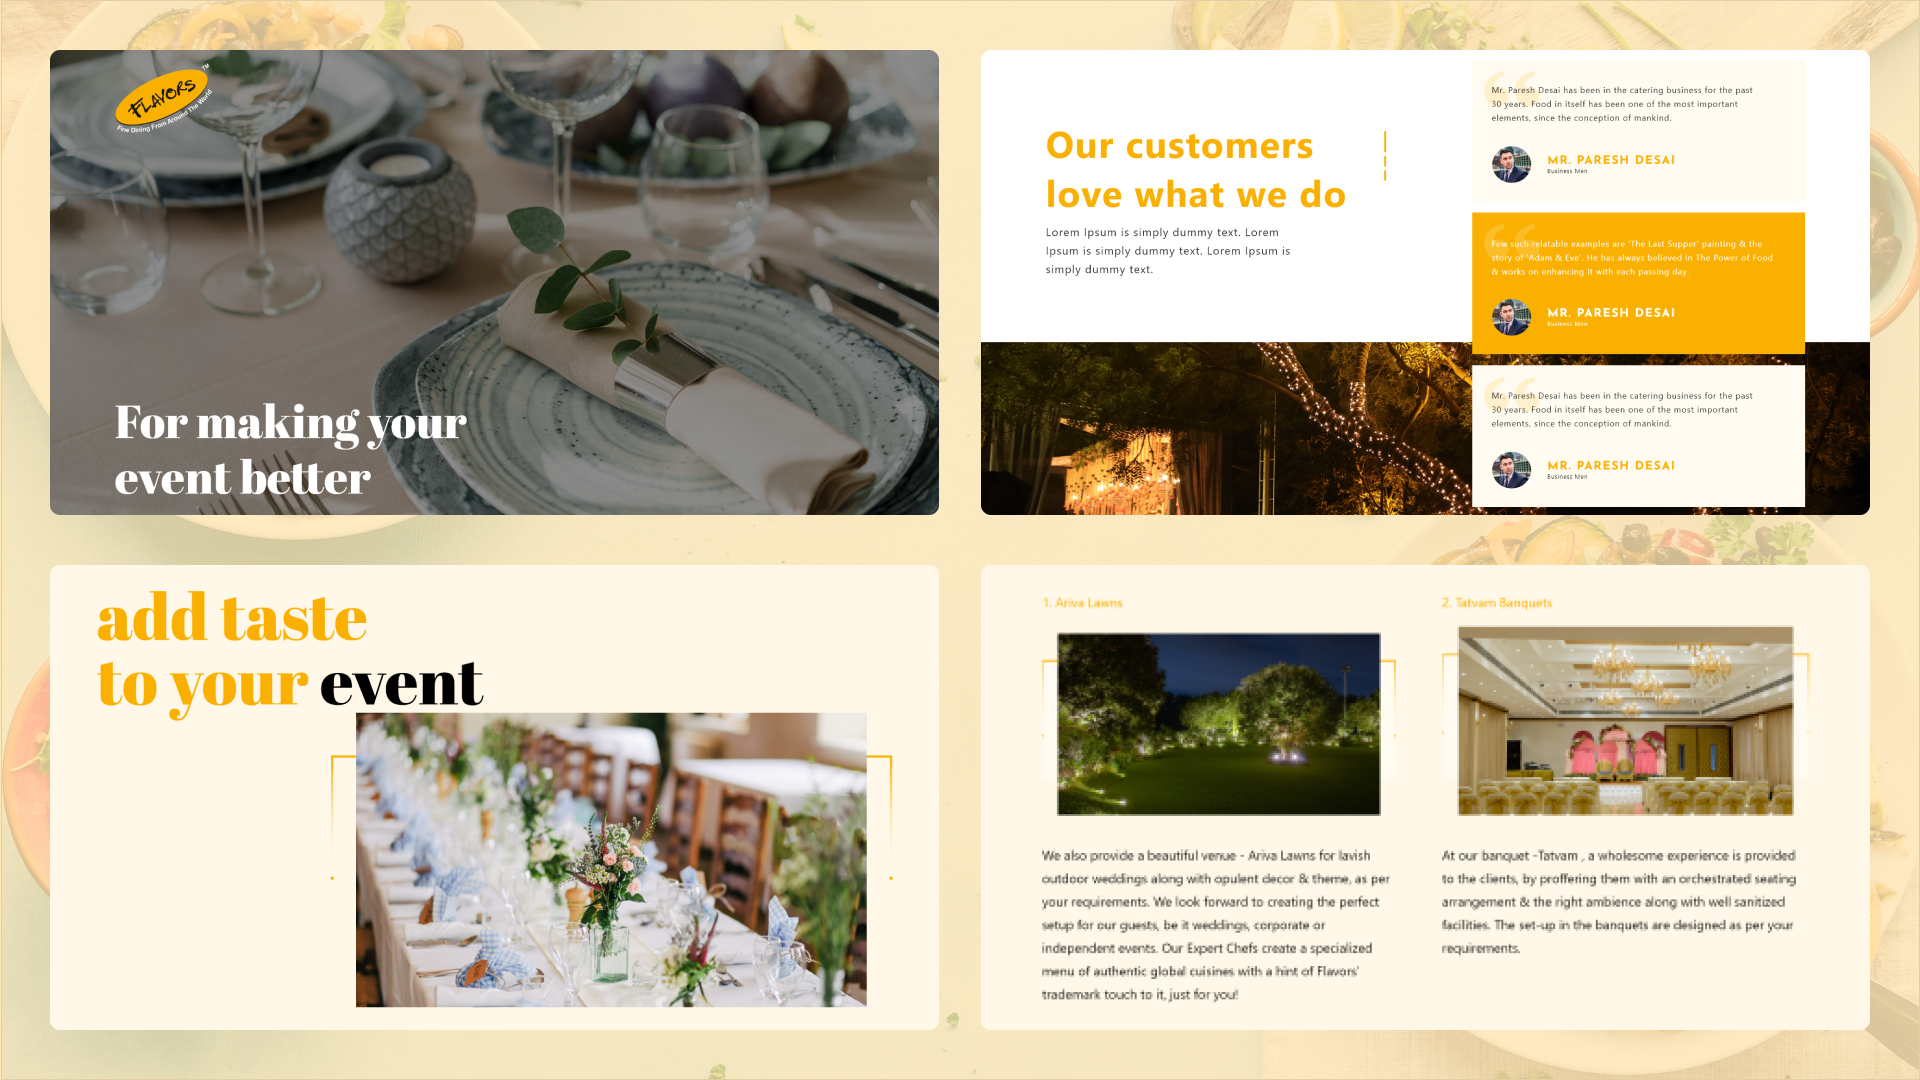 FLAVORS
TM
Fine Dining From Around The World
For making your
event better
Our customers
love what we do
Lorem Ipsum is simply dummy text. Lorem
Ipsum is simply dummy text. Lorem Ipsum is
simply dummy text.
Mr. Paresh Desai has been in the catering business for the past
30 years. Food in itself has been one of the most important
elements, since the conception of mankind.
MR. PARESH DESAI
Business Men
Few such relatable examples are 'The Last Supper' painting & the
story of 'Adam & Eve'. He has always believed in The Power of Food
& works on enhancing it with each passing day.
MR. PARESH DESAI
Business Men
Mr. Paresh Desai has been in the catering business for the past
30 years. Food in itself has been one of the most important
elements, since the conception of mankind.
MR. PARESH DESAI
Business Men
add taste
to your event
1. Ariva Lawns
We also provide a beautiful venue - Ariva Lawns for lavish
outdoor weddings along with opulent decor & theme, as per
your requirements. We look forward to creating the perfect
setup for our guests, be it weddings, corporate or
independent events. Our Expert Chefs create a specialized
menu of authentic global cuisines with a hint of Flavors'
trademark touch to it, just for you!
2. Tatvam Banquets
At our banquet -Tatvam , a wholesome experience is provided
to the clients, by proffering them with an orchestrated seating
arrangement & the right ambience along with well sanitized
facilities. The set-up in the banquets are designed as per your
requirements.